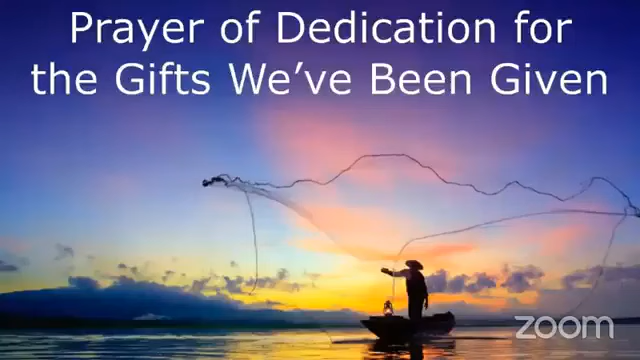 Prayer of Dedication for
the Gifts We’ve Been Given
zoom